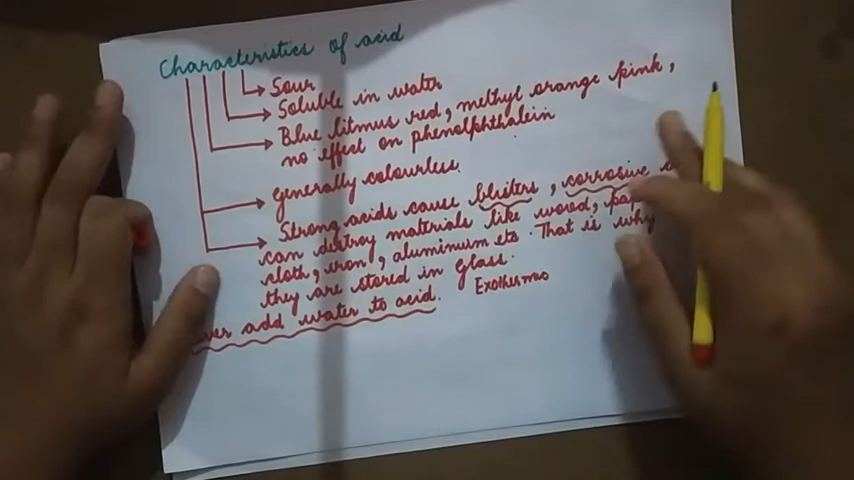 Characteristics of acid
Sour
Soluble in water
Blue litmus red, methyl orange pink,
no effect on phenolphthalein
Generally colourless.
Strong acids cause blisters, corrosive
can destroy materials like wood,
cloth, iron, aluminium etc. That is why
they are stored in glass.
add water to acid.
Exothermic